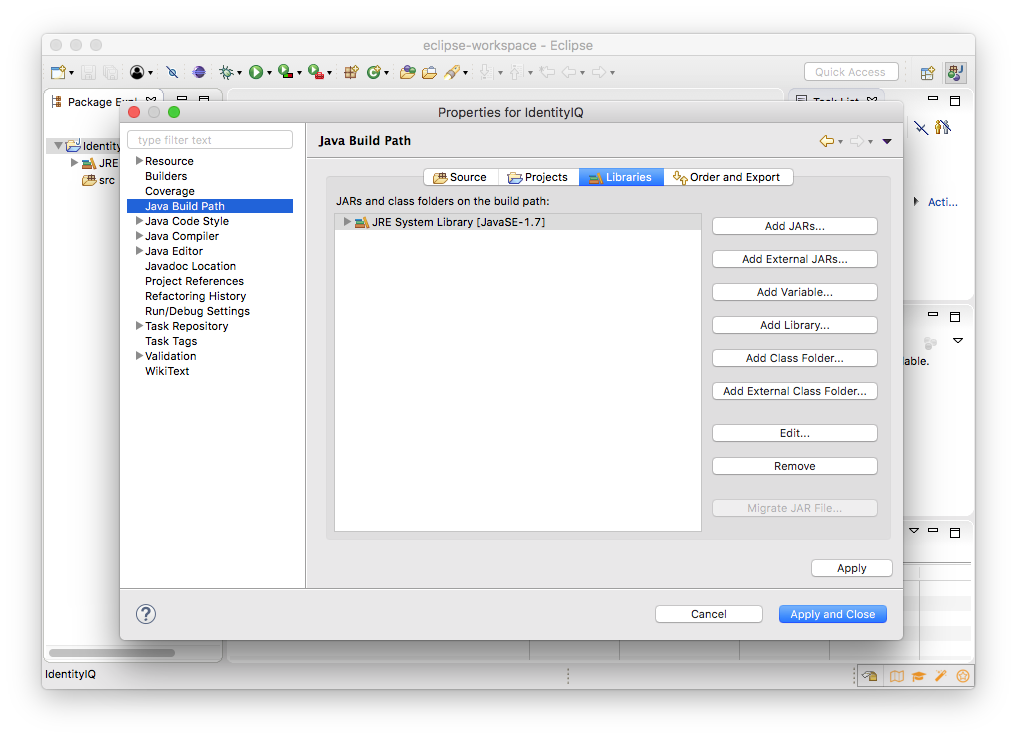 eclipse-workspace - Eclipse
Quick Access
Package
Task List
Properties for IdentityIQ
type filter text
Java Build Path
Identity
JRE
src
Resource
Builders
Coverage
Java Build Path
Java Code Style
Java Compiler
Java Editor
Javadoc Location
Project References
Refactoring History
Run/Debug Settings
Task Repository
Task Tags
Validation
WikiText
Source Projects Libraries Order and Export
JARs and class folders on the build path:
JRE System Library [JavaSE-1.7]
Add JARs...
Add External JARs...
Add Variable...
Add Library...
Add Class Folder...
Add External Class Folder...
Edit...
Remove
Migrate JAR File...
Acti...
able.
Apply
?
Cancel Apply and Close
IdentityIQ